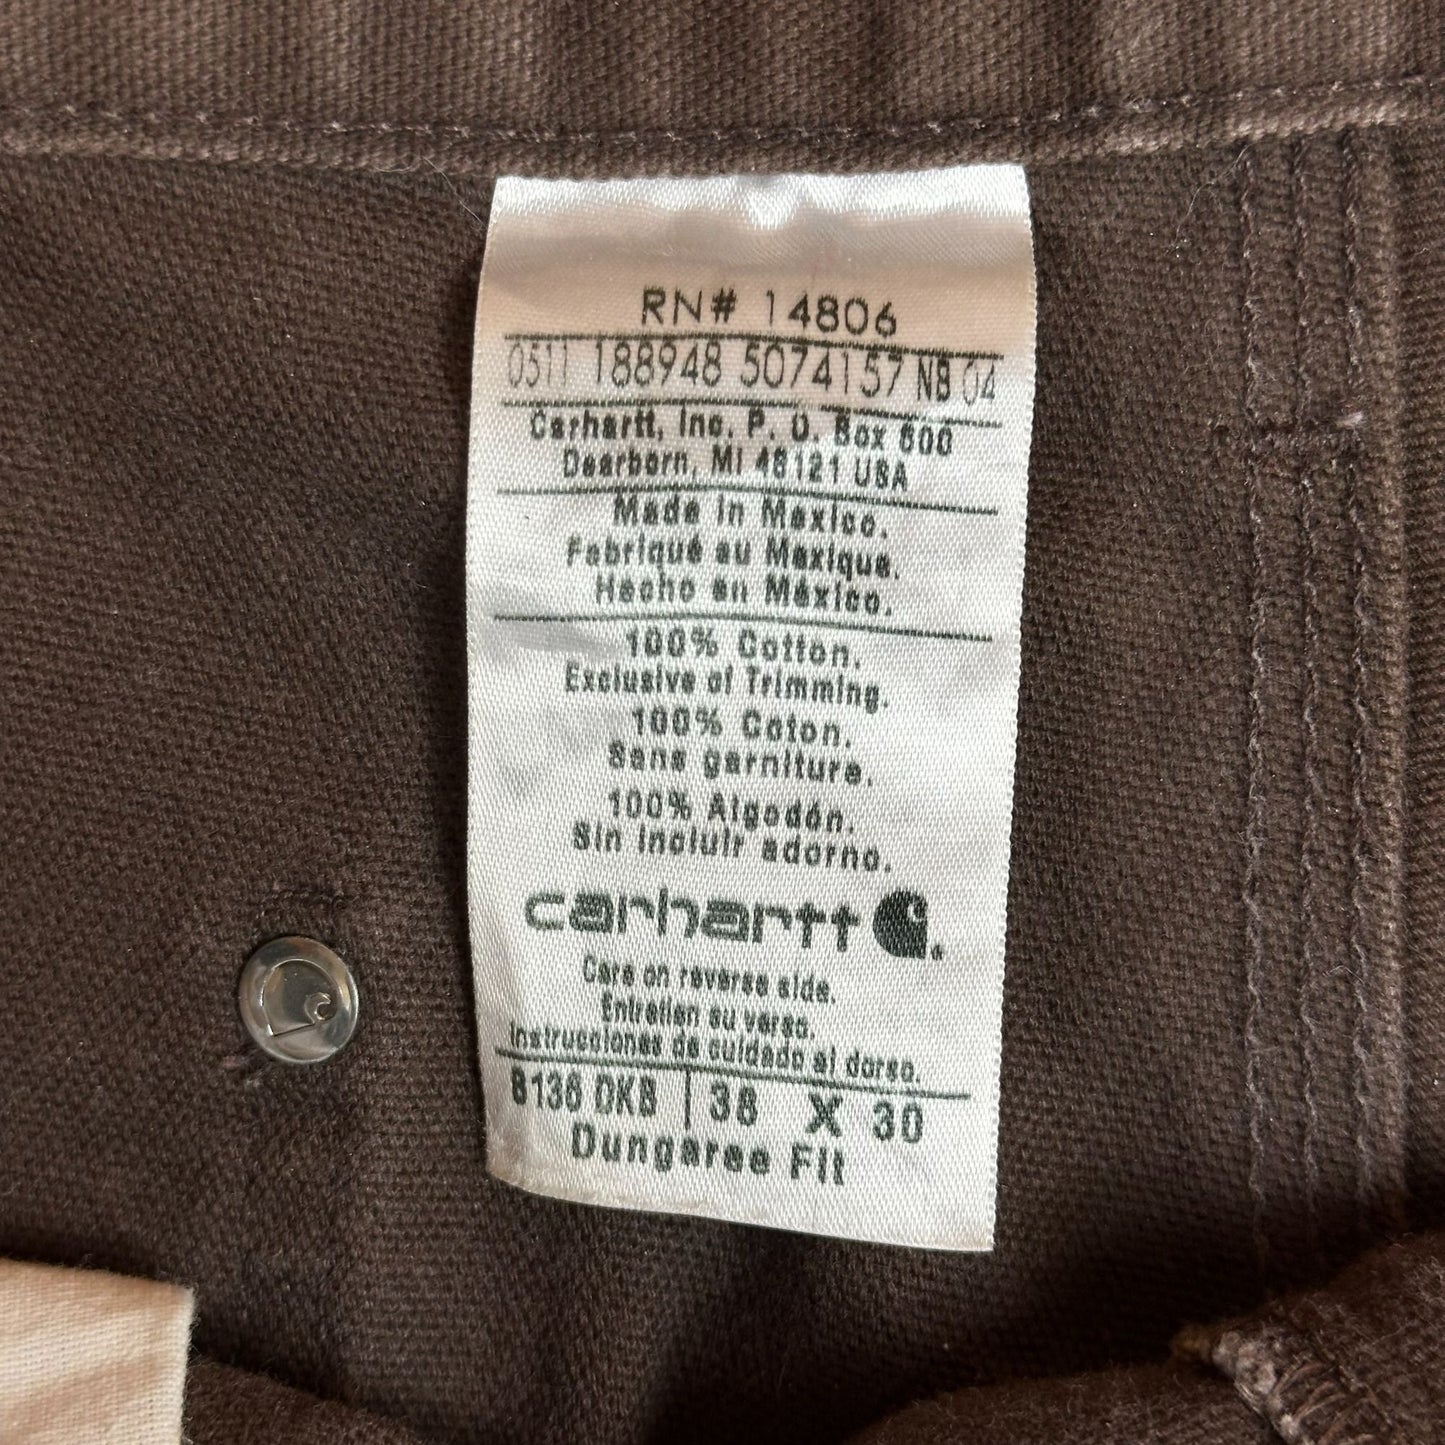 RN# 14806
0511 188948 5074157 NB 04
Carhartt, Inc. P. O. Box 600
Dearborn, MI 48121 USA
Made in Mexico.
Fabriqué au Mexique.
Hecho en México.
100% Cotton.
Exclusive of Trimming.
100% Coton.
Sans garniture.
100% Algodón.
Sin incluir adorno.
carhartt
Care on reverse side.
Entretien au verso.
Instrucciones de cuidado al dorso.
B136 DKB | 36 X 30
Dungaree Fit